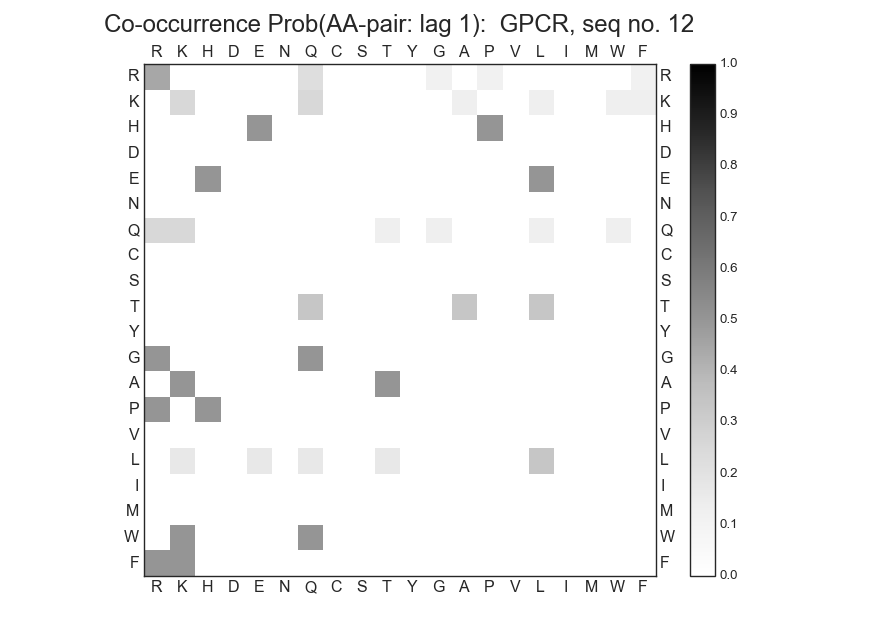 Co-occurrence Prob(AA-pair: lag 1):  GPCR, seq no. 12
R K H D E N Q C S T Y G A P V L I M W F
R R 1.0
K K
H H 0.9
D D 0.8
E E
N N 0.7
Q Q
C C 0.6
S S
T T 0.5
Y Y
G G 0.4
A A
P P 0.3
V V
L L 0.2
I I
M M 0.1
W W
F F 0.0
R K H D E N Q C S T Y G A P V L I M W F